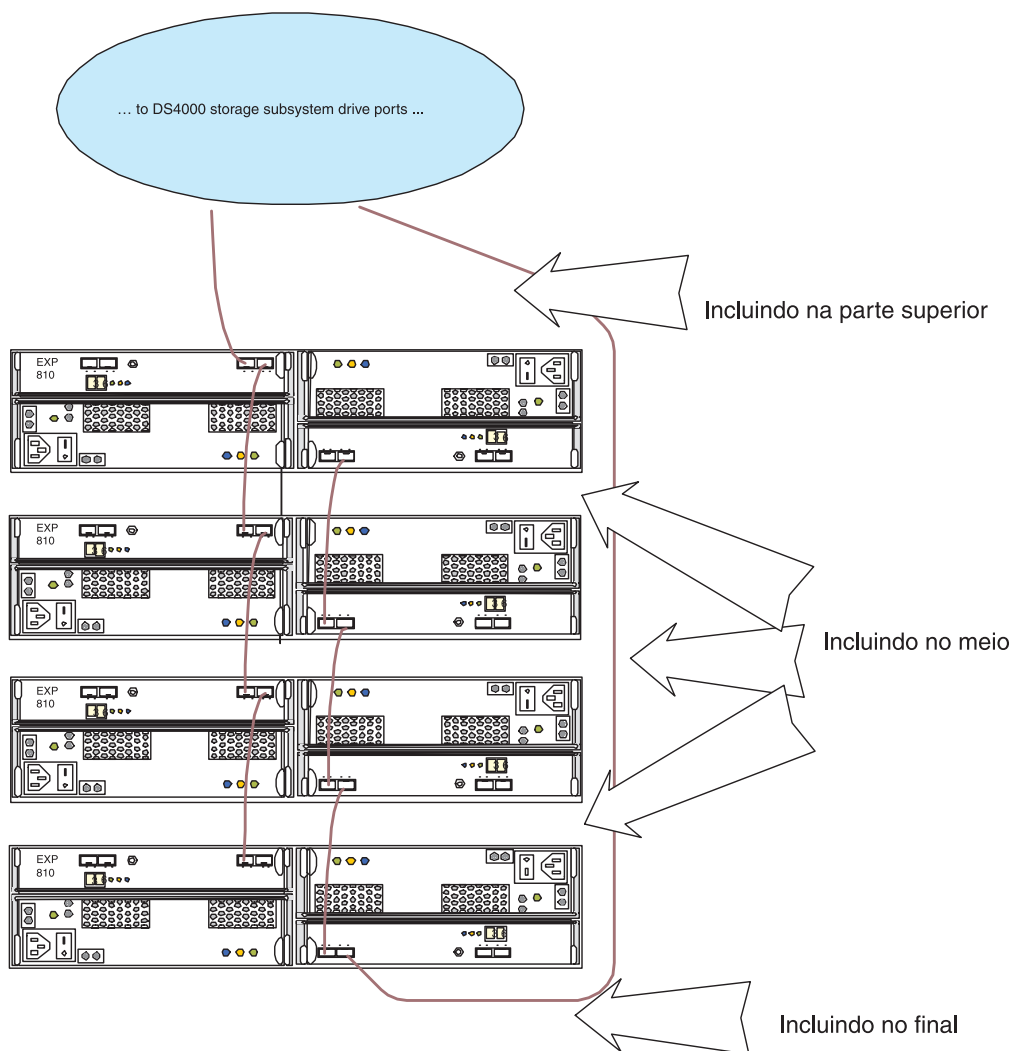 ... to DS4000 storage subsystem drive ports ...
Incluindo na parte superior
EXP
810
EXP
810
Incluindo no meio
EXP
810
EXP
810
Incluindo no final